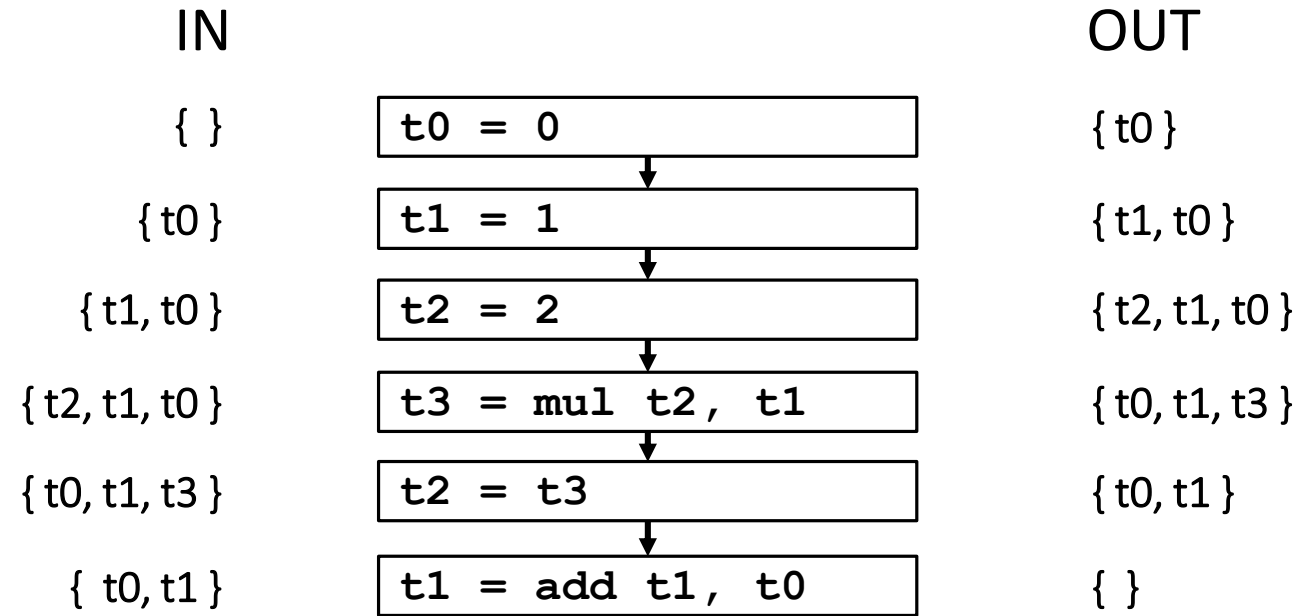 IN OUT
{ } t0 = 0 { t0 }
{ t0 } t1 = 1 { t1, t0 }
{ t1, t0 } t2 = 2 { t2, t1, t0 }
{ t2, t1, t0 } t3 = mul t2, t1 { t0, t1, t3 }
{ t0, t1, t3 } t2 = t3 { t0, t1 }
{ t0, t1 } t1 = add t1, t0 { }